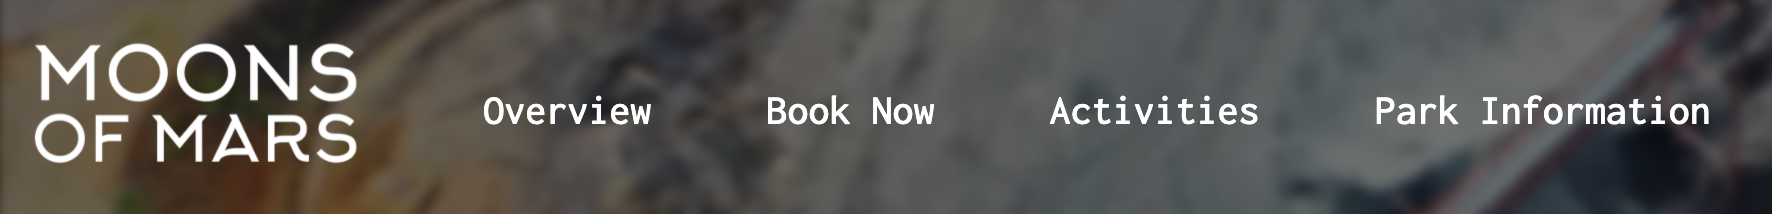 MOONS
OF MARS
Overview Book Now Activities Park Information